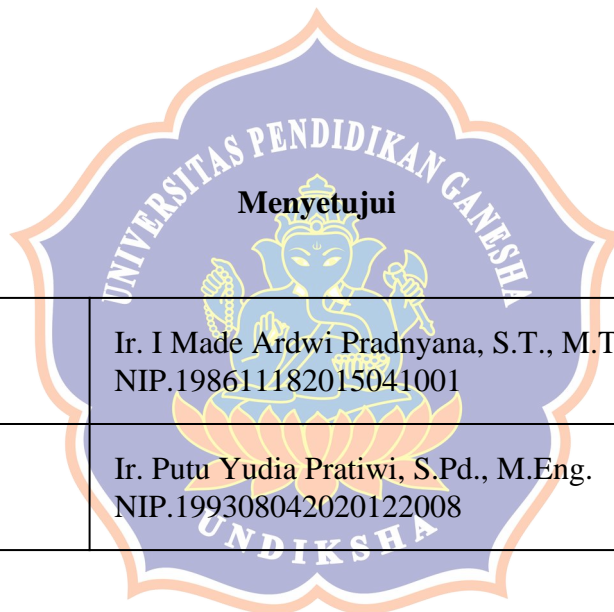 UNIVERSITAS PENDIDIKAN GANESHA
Menyetujui
Ir. I Made Ardwi Pradnyana, S.T., M.T
NIP.198611182015041001
Ir. Putu Yudia Pratiwi, S.Pd., M.Eng.
NIP.199308042020122008
UNDIKSHA